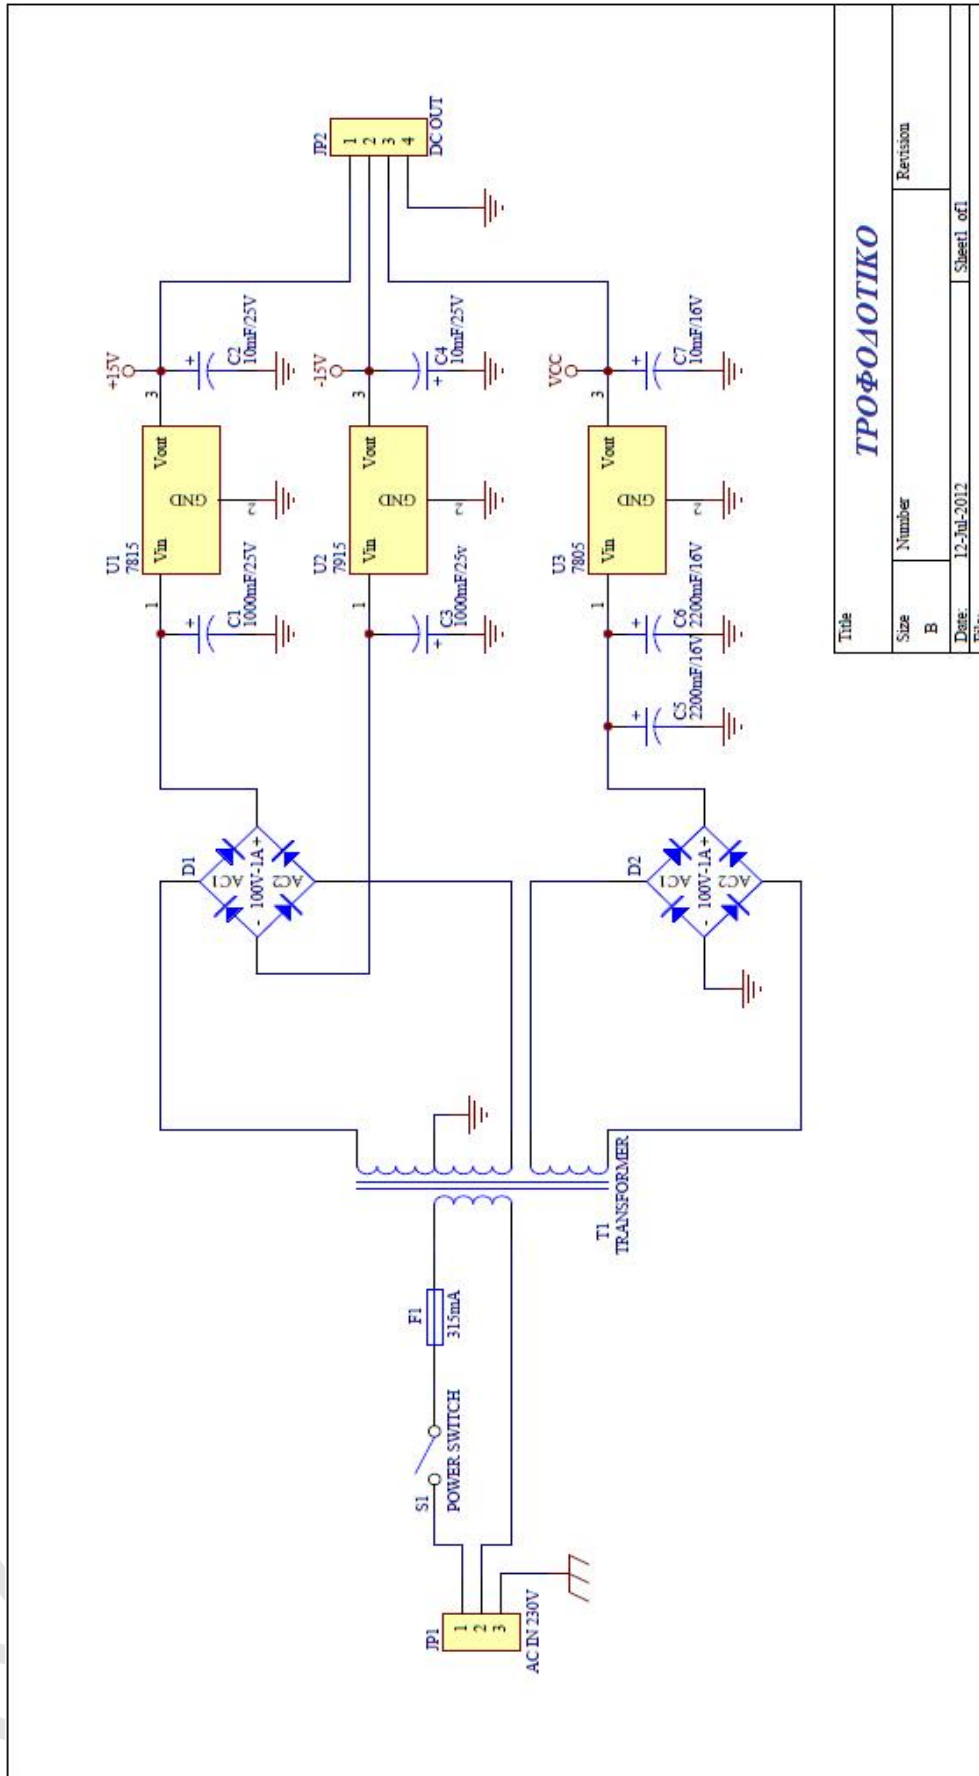 JP1
1
2
3
AC IN 230V
S1
POWER SWITCH
F1
315mA
T1
TRANSFORMER
D1
AC1
- 100V-1A +
AC2
D2
AC1
- 100V-1A +
AC2
U1
7815
1
Vin
Vout
3
GND
2
+15V
+
C1
1000mF/25V
+
C2
10mF/25V
U2
7915
1
Vin
Vout
3
GND
2
-15V
C3
+
1000mF/25v
C4
+
10mF/25V
U3
7805
1
Vin
Vout
3
GND
2
VCC
+
C5
2200mF/16V
+
C6
2200mF/16V
+
C7
10mF/16V
JP2
1
2
3
4
DC OUT
Title
ΤΡΟΦΟΔΟΤΙΚΟ
Size
Number
Revision
B
Date:
12-Jul-2012
Sheet1 of1